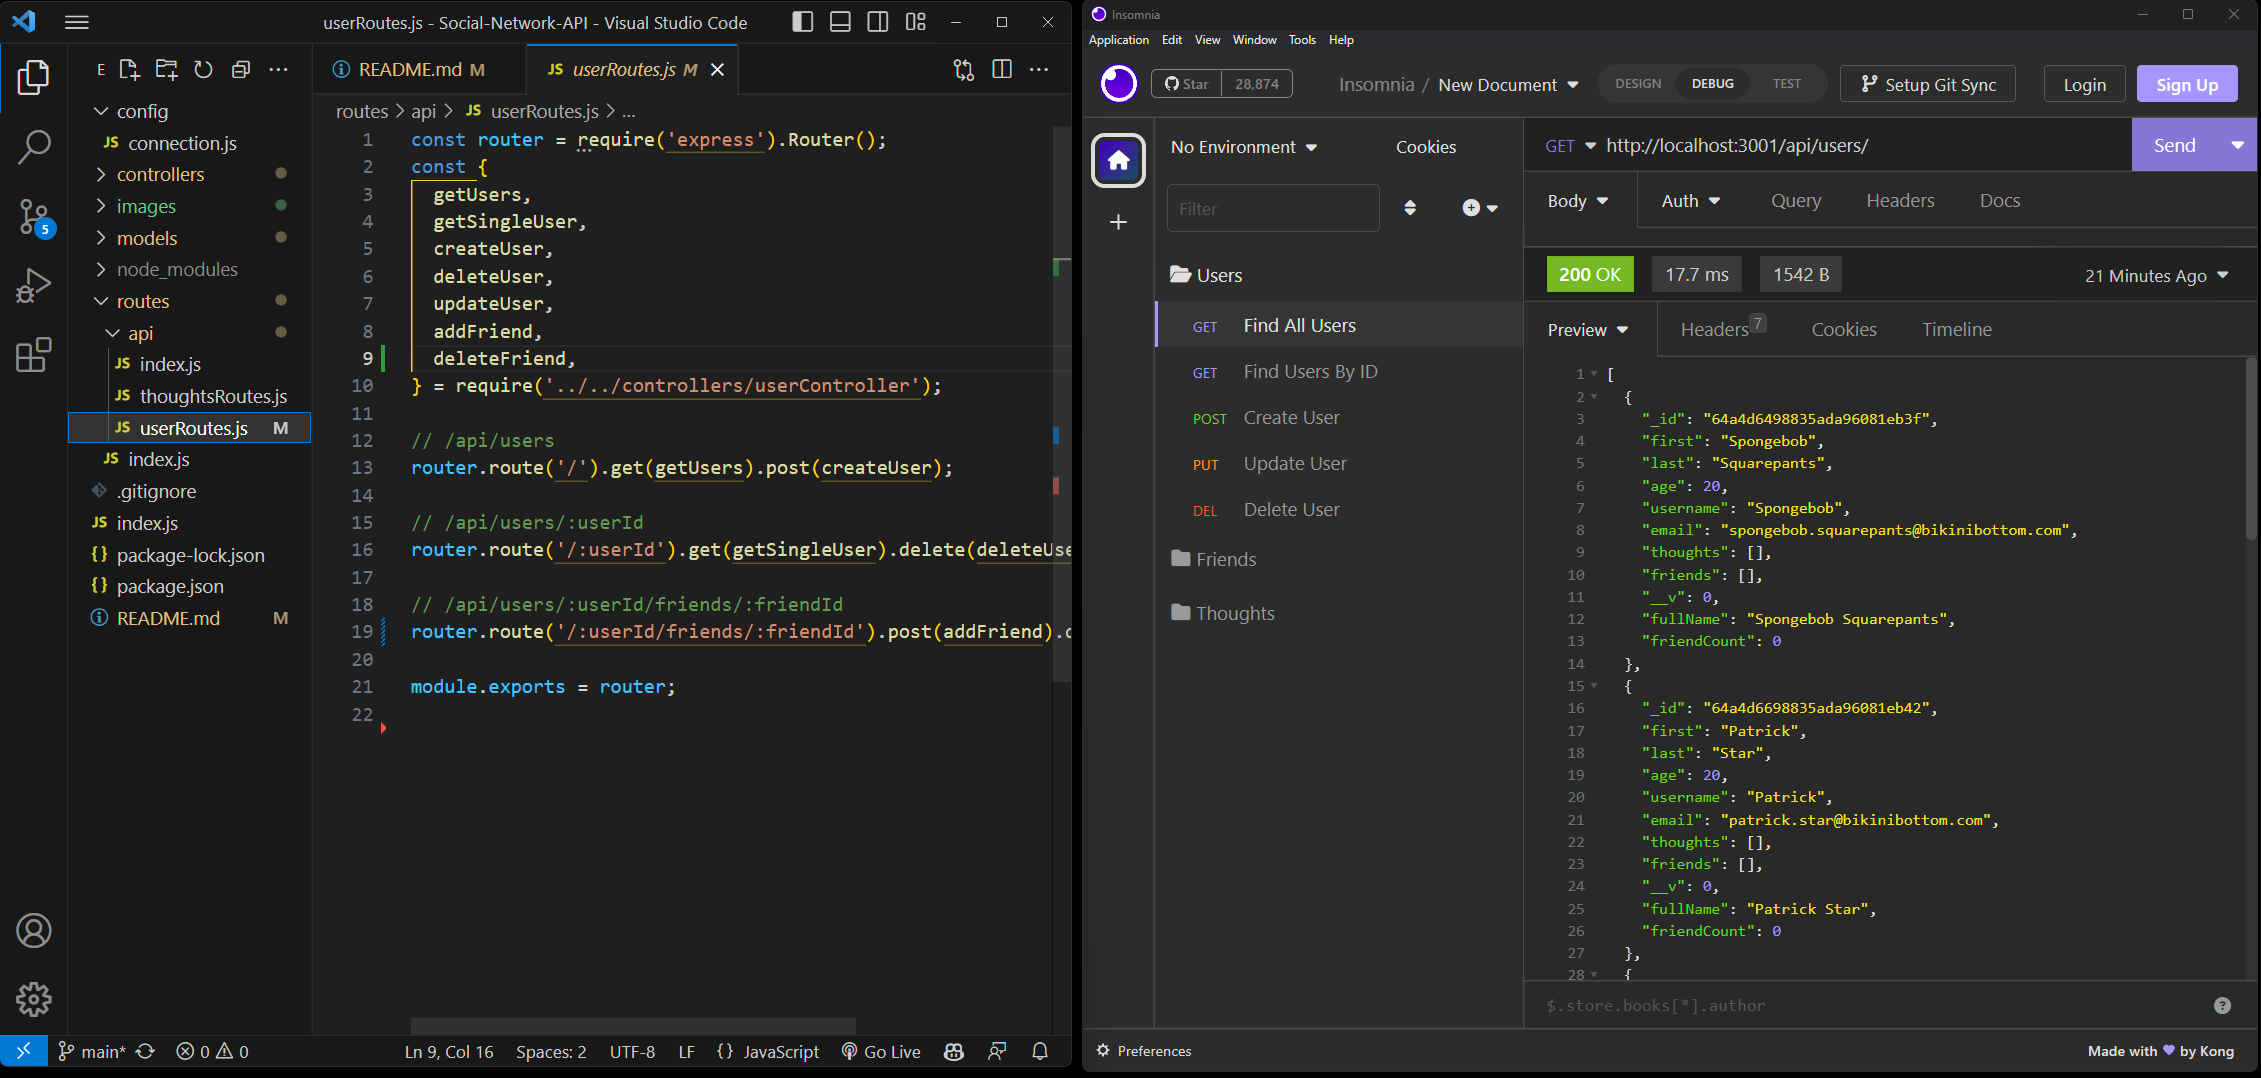 userRoutes.js - Social-Network-API - Visual Studio Code
E
config
JS connection.js
controllers
images
models
node_modules
routes
api
JS index.js
JS thoughtsRoutes.js
JS userRoutes.js M
JS index.js
.gitignore
JS index.js
{} package-lock.json
{} package.json
README.md M
5
README.md M
JS userRoutes.js M
routes > api > JS userRoutes.js > ...
1 const router = require('express').Router();
2 const {
3 getUsers,
4 getSingleUser,
5 createUser,
6 deleteUser,
7 updateUser,
8 addFriend,
9 deleteFriend,
10 } = require('../../controllers/userController');
11
12 // /api/users
13 router.route('/').get(getUsers).post(createUser);
14
15 // /api/users/:userId
16 router.route('/:userId').get(getSingleUser).delete(deleteUse
17
18 // /api/users/:userId/friends/:friendId
19 router.route('/:userId/friends/:friendId').post(addFriend).d
20
21 module.exports = router;
22
main* 0 0 Ln 9, Col 16 Spaces: 2 UTF-8 LF {} JavaScript Go Live
Insomnia
Application Edit View Window Tools Help
Star 28,874
Insomnia / New Document
DESIGN DEBUG TEST
Setup Git Sync
Login
Sign Up
No Environment
Cookies
Filter
Users
GET Find All Users
GET Find Users By ID
POST Create User
PUT Update User
DEL Delete User
Friends
Thoughts
GET http://localhost:3001/api/users/
Send
Body Auth Query Headers Docs
200 OK 17.7 ms 1542 B 21 Minutes Ago
Preview Headers 7 Cookies Timeline
1 [
2 {
3 "_id": "64a4d6498835ada96081eb3f",
4 "first": "Spongebob",
5 "last": "Squarepants",
6 "age": 20,
7 "username": "Spongebob",
8 "email": "spongebob.squarepants@bikinibottom.com",
9 "thoughts": [],
10 "friends": [],
11 "__v": 0,
12 "fullName": "Spongebob Squarepants",
13 "friendCount": 0
14 },
15 {
16 "_id": "64a4d6698835ada96081eb42",
17 "first": "Patrick",
18 "last": "Star",
19 "age": 20,
20 "username": "Patrick",
21 "email": "patrick.star@bikinibottom.com",
22 "thoughts": [],
23 "friends": [],
24 "__v": 0,
25 "fullName": "Patrick Star",
26 "friendCount": 0
27 },
28 {
$.store.books[*].author
Preferences
Made with by Kong